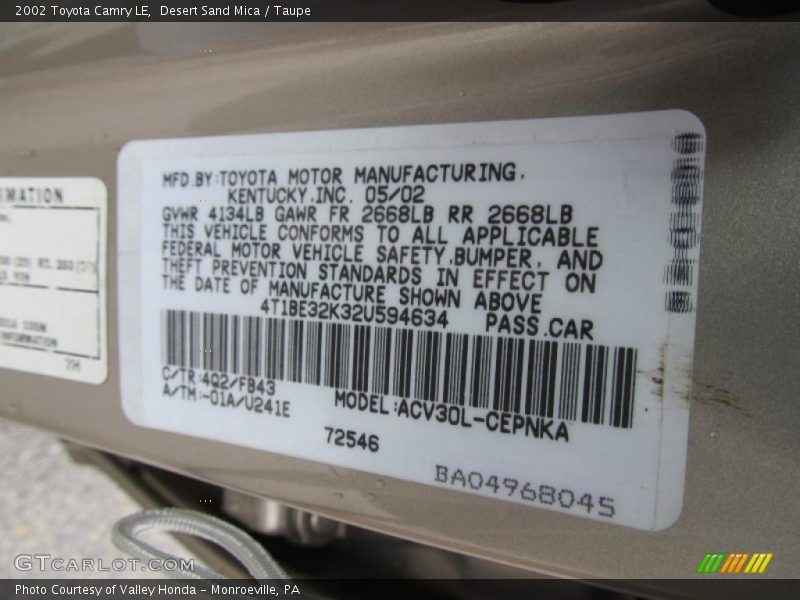 2002 Toyota Camry LE, Desert Sand Mica / Taupe
MFD.BY:TOYOTA MOTOR MANUFACTURING.
KENTUCKY,INC. 05/02
GVWR 4134LB GAWR FR 2668LB RR 2668LB
THIS VEHICLE CONFORMS TO ALL APPLICABLE
FEDERAL MOTOR VEHICLE SAFETY,BUMPER, AND
THEFT PREVENTION STANDARDS IN EFFECT ON
THE DATE OF MANUFACTURE SHOWN ABOVE
4T1BE32K32U594634 PASS.CAR
C/TR:4Q2/FB43
A/TM:-01A/U241E
MODEL:ACV30L-CEPNKA
72546
BA04968045
RMATION
INFORMATION
7M
GTCARLOT.COM
Photo Courtesy of Valley Honda - Monroeville, PA